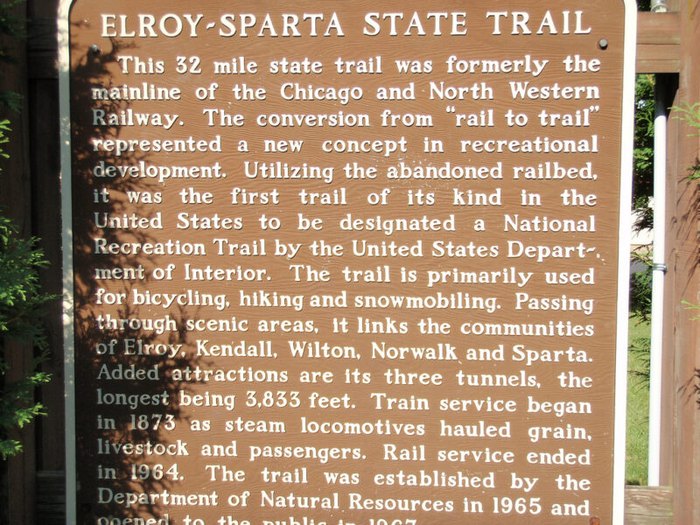 ELROY-SPARTA STATE TRAIL
This 32 mile state trail was formerly the
mainline of the Chicago and North Western
Railway. The conversion from "rail to trail"
represented a new concept in recreational
development. Utilizing the abandoned railbed,
it was the first trail of its kind in the
United States to be designated a National
Recreation Trail by the United States Depart-
ment of Interior. The trail is primarily used
for bicycling, hiking and snowmobiling. Passing
through scenic areas, it links the communities
of Elroy, Kendall, Wilton, Norwalk and Sparta.
Added attractions are its three tunnels, the
longest being 3,833 feet. Train service began
in 1873 as steam locomotives hauled grain,
livestock and passengers. Rail service ended
in 1964. The trail was established by the
Department of Natural Resources in 1965 and
opened to the public in 1967.